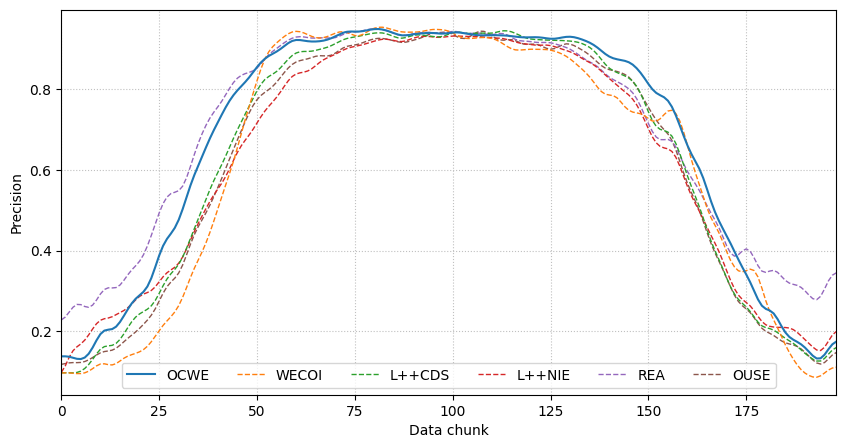 0.8
0.6
0.4
0.2
Precision
OCWE WECOI L++CDS L++NIE REA OUSE
0 25 50 75 100 125 150 175
Data chunk